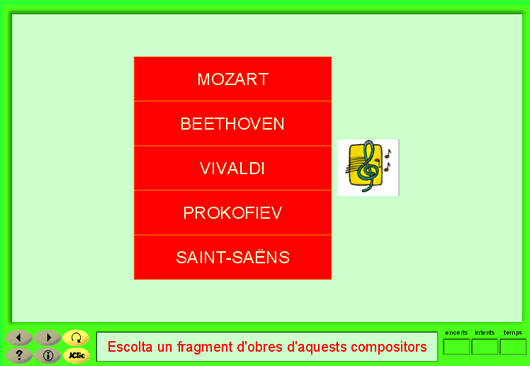 MOZART
BEETHOVEN
VIVALDI
PROKOFIEV
SAINT-SAËNS
encerts intents temps
? i JClic
Escolta un fragment d'obres d'aquests compositors